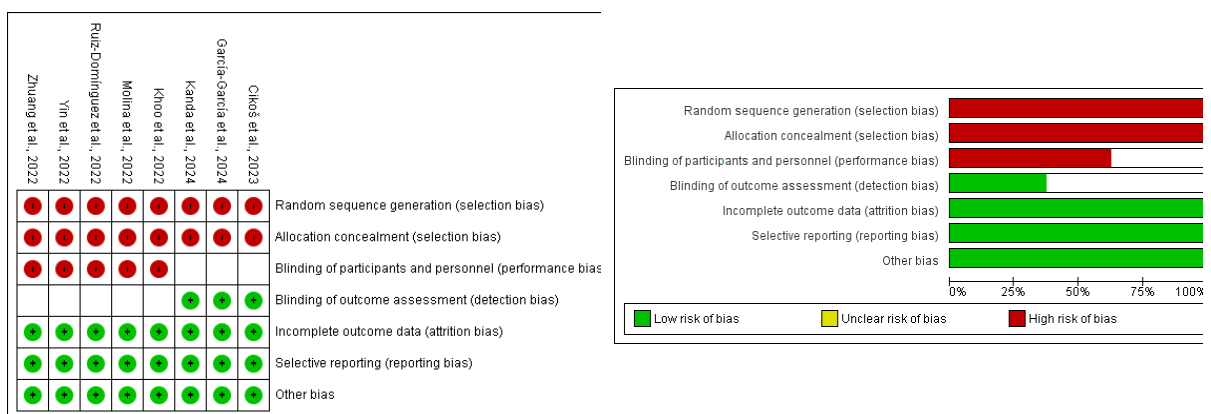 Zhuang et al., 2022
Yin et al., 2022
Ruiz-Domínguez et al., 2022
Molina et al., 2022
Khoo et al., 2022
Kanda et al., 2024
García-García et al., 2024
Cikoš et al., 2023
Random sequence generation (selection bias)
Allocation concealment (selection bias)
Blinding of participants and personnel (performance bias
Blinding of outcome assessment (detection bias)
Incomplete outcome data (attrition bias)
Selective reporting (reporting bias)
Other bias
Random sequence generation (selection bias)
Allocation concealment (selection bias)
Blinding of participants and personnel (performance bias)
Blinding of outcome assessment (detection bias)
Incomplete outcome data (attrition bias)
Selective reporting (reporting bias)
Other bias
0% 25% 50% 75% 100%
Low risk of bias Unclear risk of bias High risk of bias